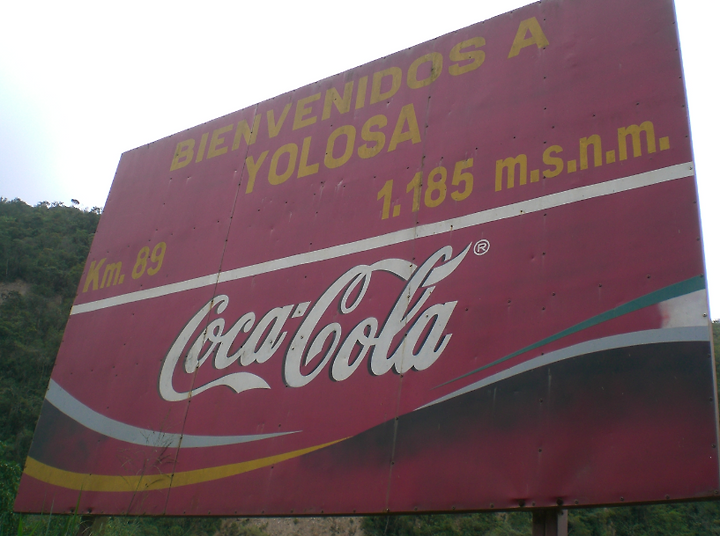 BIENVENIDOS A
YOLOSA
1.185 m.s.n.m.
Km. 89
Coca-Cola®